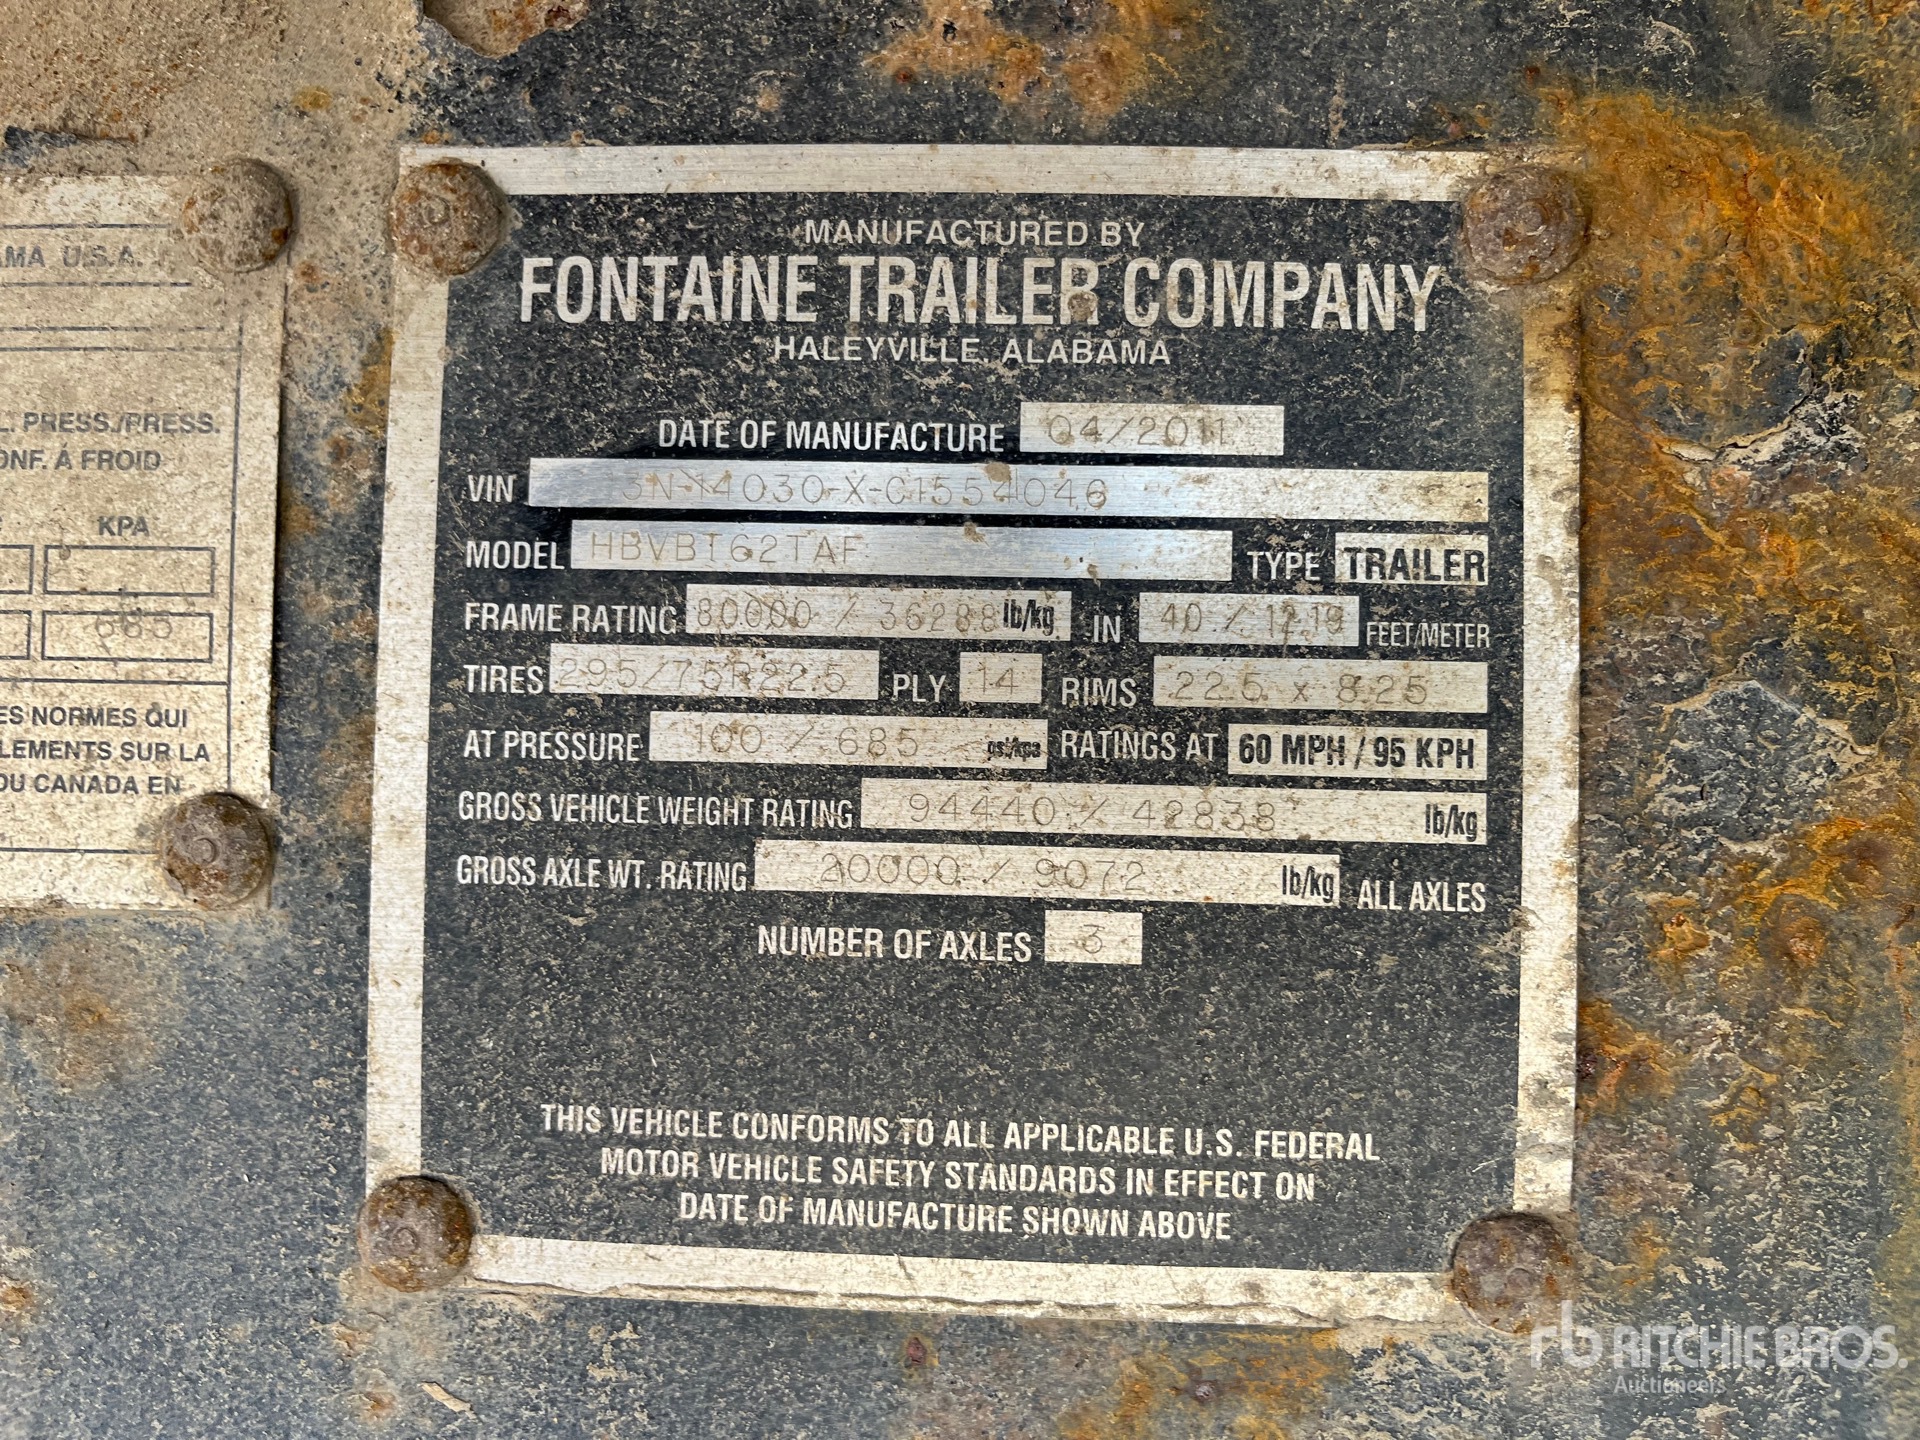 AMA U.S.A.
L. PRESS./PRESS.
ONF. À FROID
KPA
685
ES NORMES QUI
LEMENTS SUR LA
DU CANADA EN
MANUFACTURED BY
FONTAINE TRAILER COMPANY
HALEYVILLE, ALABAMA
DATE OF MANUFACTURE 04/2011
VIN 13N-14030-X-C1554046
MODEL HBVBI62TAF TYPE TRAILER
FRAME RATING 80000 / 36288 lb/kg IN 40 / 12.19 FEET/METER
TIRES 295/75R22.5 PLY 14 RIMS 22.5 x 8.25
AT PRESSURE 100 / 685 psi/kpa RATINGS AT 60 MPH / 95 KPH
GROSS VEHICLE WEIGHT RATING 94440 / 42838 lb/kg
GROSS AXLE WT. RATING 20000 / 9072 lb/kg ALL AXLES
NUMBER OF AXLES 3
THIS VEHICLE CONFORMS TO ALL APPLICABLE U.S. FEDERAL
MOTOR VEHICLE SAFETY STANDARDS IN EFFECT ON
DATE OF MANUFACTURE SHOWN ABOVE
rb RITCHIE BROS.
Auctioneers